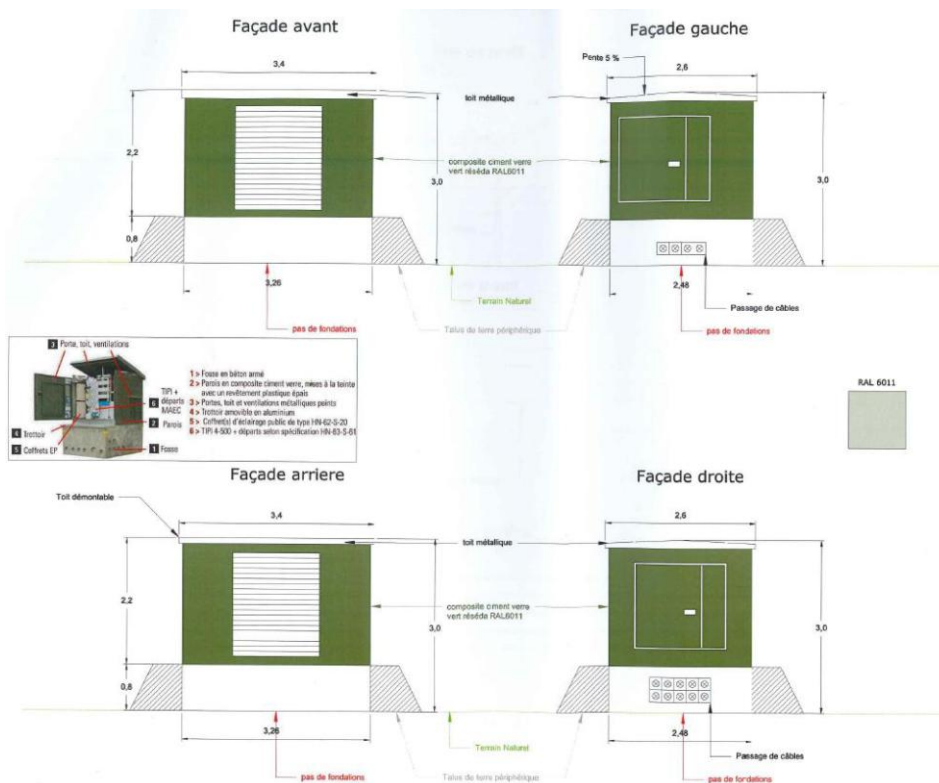 Façade avant
3,4
2,2
0,8
3,0
3,26
pas de fondations
toit métallique
composite ciment verre
vert réséda RAL6011
Terrain Naturel
Talus de terre périphérique
Façade gauche
Pente 5 %
2,6
3,0
2,48
Passage de câbles
pas de fondations
3 Porte, toit, ventilations
TIPI +
départs
MAEC
6
2 Parois
4 Trottoir
5 Coffrets EP
1 Fosse
1 > Fosse en béton armé
2 > Parois en composite ciment verre, mises à la teinte
avec un revêtement plastique épais
3 > Portes, toit et ventilations métalliques peints
4 > Trottoir amovible en aluminium
5 > Coffret(s) d'éclairage public de type HN-62-S-20
6 > TIPI 4-500 + départs selon spécification HN-63-S-61
RAL 6011
Façade arriere
Toit démontable
3,4
2,2
0,8
3,0
3,26
pas de fondations
toit métallique
composite ciment verre
vert réséda RAL6011
Terrain Naturel
Talus de terre périphérique
Façade droite
2,6
3,0
2,48
Passage de câbles
pas de fondations